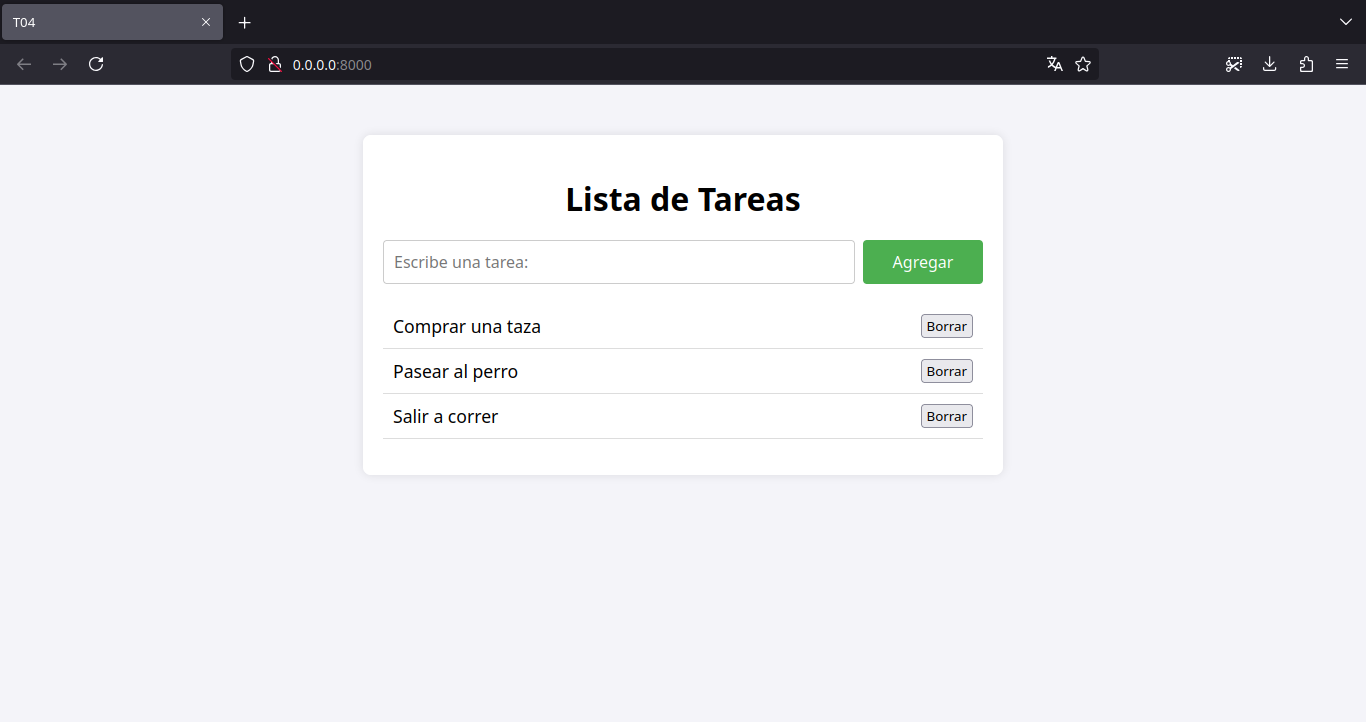 T04
0.0.0.0:8000
Lista de Tareas
Escribe una tarea:
Agregar
Comprar una taza
Borrar
Pasear al perro
Borrar
Salir a correr
Borrar